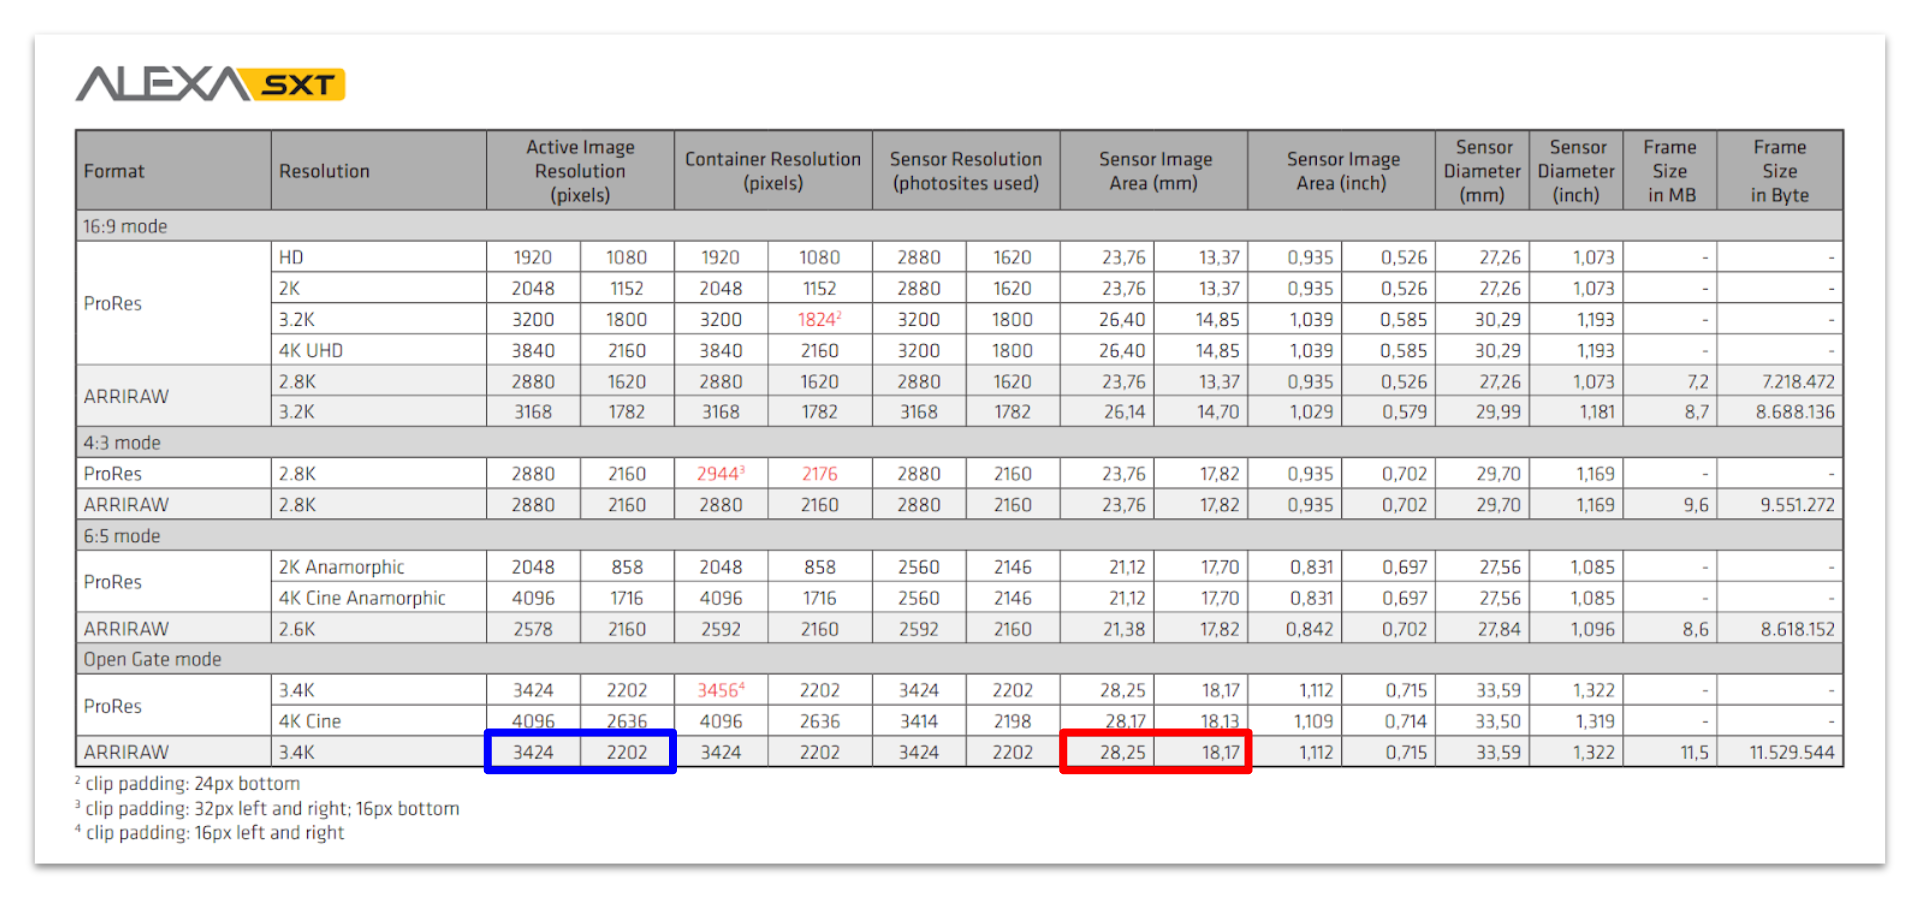 ALEXA SXT
Format Resolution Active Image Resolution (pixels) Container Resolution (pixels) Sensor Resolution (photosites used) Sensor Image Area (mm) Sensor Image Area (inch) Sensor Diameter (mm) Sensor Diameter (inch) Frame Size in MB Frame Size in Byte
16:9 mode
ProRes HD 1920 1080 1920 1080 2880 1620 23,76 13,37 0,935 0,526 27,26 1,073 - -
2K 2048 1152 2048 1152 2880 1620 23,76 13,37 0,935 0,526 27,26 1,073 - -
3.2K 3200 1800 3200 1824² 3200 1800 26,40 14,85 1,039 0,585 30,29 1,193 - -
4K UHD 3840 2160 3840 2160 3200 1800 26,40 14,85 1,039 0,585 30,29 1,193 - -
ARRIRAW 2.8K 2880 1620 2880 1620 2880 1620 23,76 13,37 0,935 0,526 27,26 1,073 7,2 7.218.472
3.2K 3168 1782 3168 1782 3168 1782 26,14 14,70 1,029 0,579 29,99 1,181 8,7 8.688.136
4:3 mode
ProRes 2.8K 2880 2160 2944³ 2176 2880 2160 23,76 17,82 0,935 0,702 29,70 1,169 - -
ARRIRAW 2.8K 2880 2160 2880 2160 2880 2160 23,76 17,82 0,935 0,702 29,70 1,169 9,6 9.551.272
6:5 mode
ProRes 2K Anamorphic 2048 858 2048 858 2560 2146 21,12 17,70 0,831 0,697 27,56 1,085 - -
4K Cine Anamorphic 4096 1716 4096 1716 2560 2146 21,12 17,70 0,831 0,697 27,56 1,085 - -
ARRIRAW 2.6K 2578 2160 2592 2160 2592 2160 21,38 17,82 0,842 0,702 27,84 1,096 8,6 8.618.152
Open Gate mode
ProRes 3.4K 3424 2202 3456⁴ 2202 3424 2202 28,25 18,17 1,112 0,715 33,59 1,322 - -
4K Cine 4096 2636 4096 2636 3414 2198 28,17 18,13 1,109 0,714 33,50 1,319 - -
ARRIRAW 3.4K 3424 2202 3424 2202 3424 2202 28,25 18,17 1,112 0,715 33,59 1,322 11,5 11.529.544
² clip padding: 24px bottom
³ clip padding: 32px left and right; 16px bottom
⁴ clip padding: 16px left and right